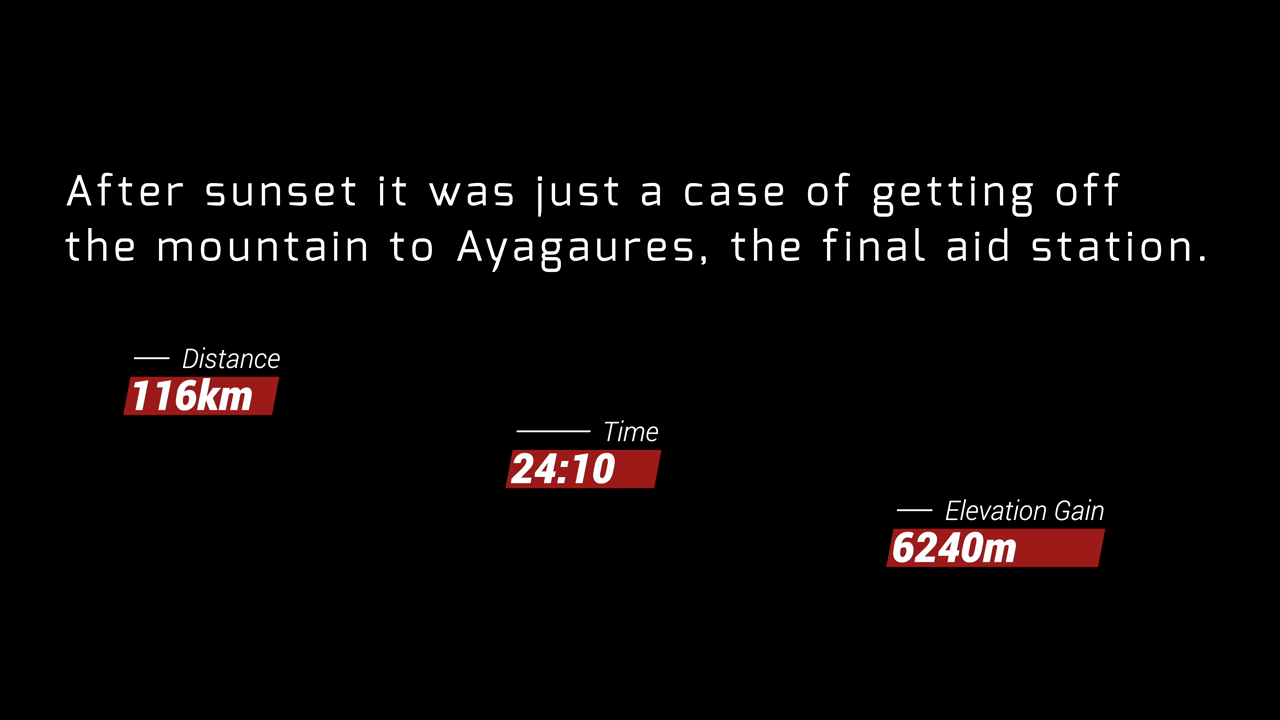 After sunset it was just a case of getting off
the mountain to Ayagaures, the final aid station.
Distance
116km
Time
24:10
Elevation Gain
6240m